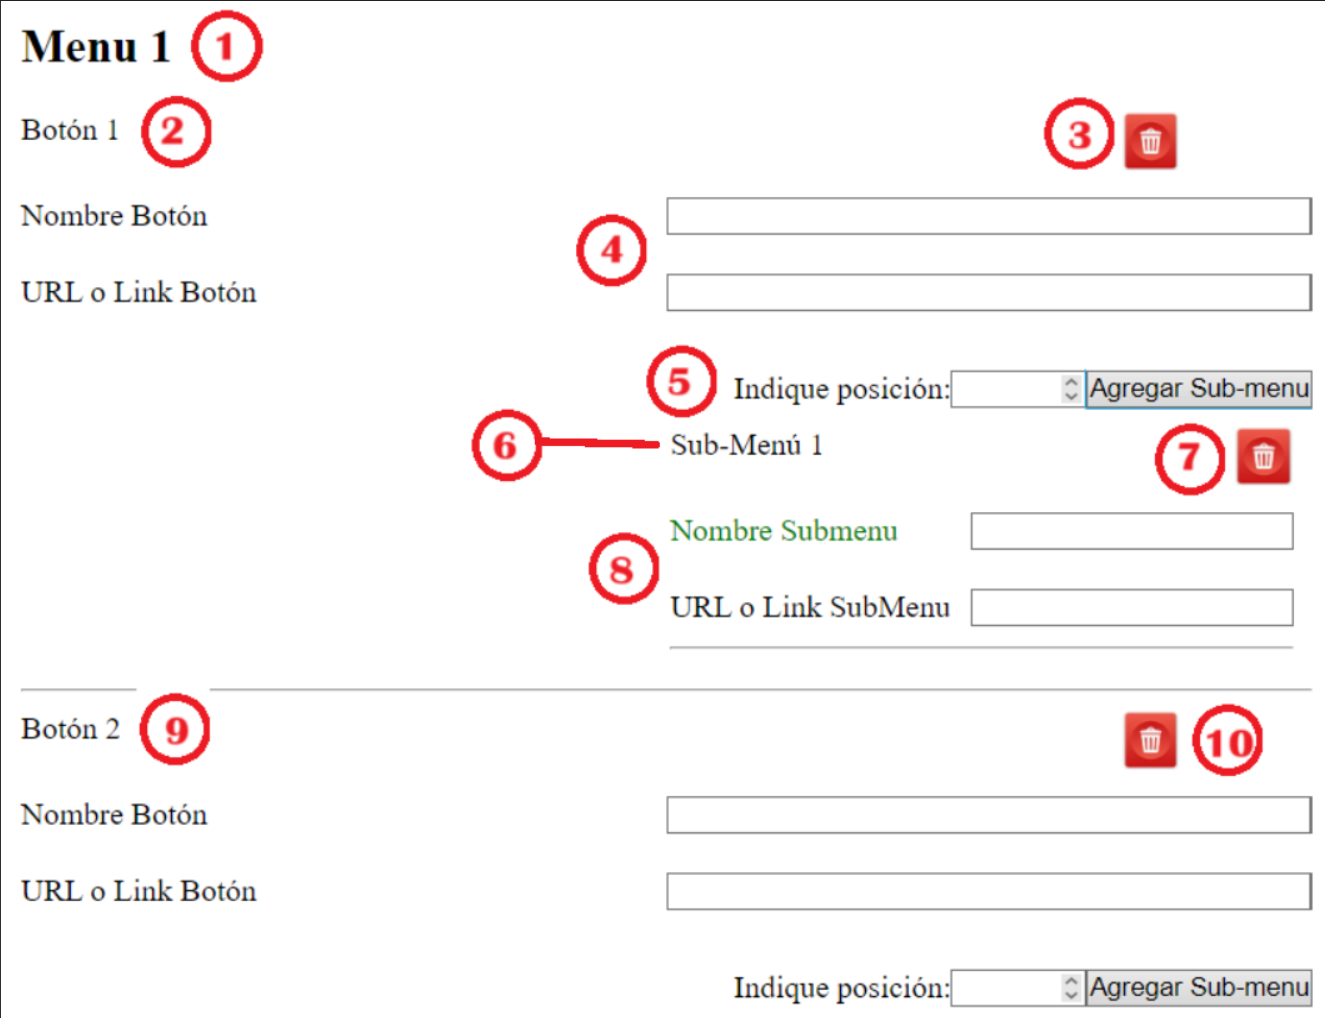 Menu 1 1
Botón 1 2 3
Nombre Botón
4
URL o Link Botón
5 Indique posición: Agregar Sub-menu
6 Sub-Menú 1 7
Nombre Submenu
8
URL o Link SubMenu
Botón 2 9 10
Nombre Botón
URL o Link Botón
Indique posición: Agregar Sub-menu